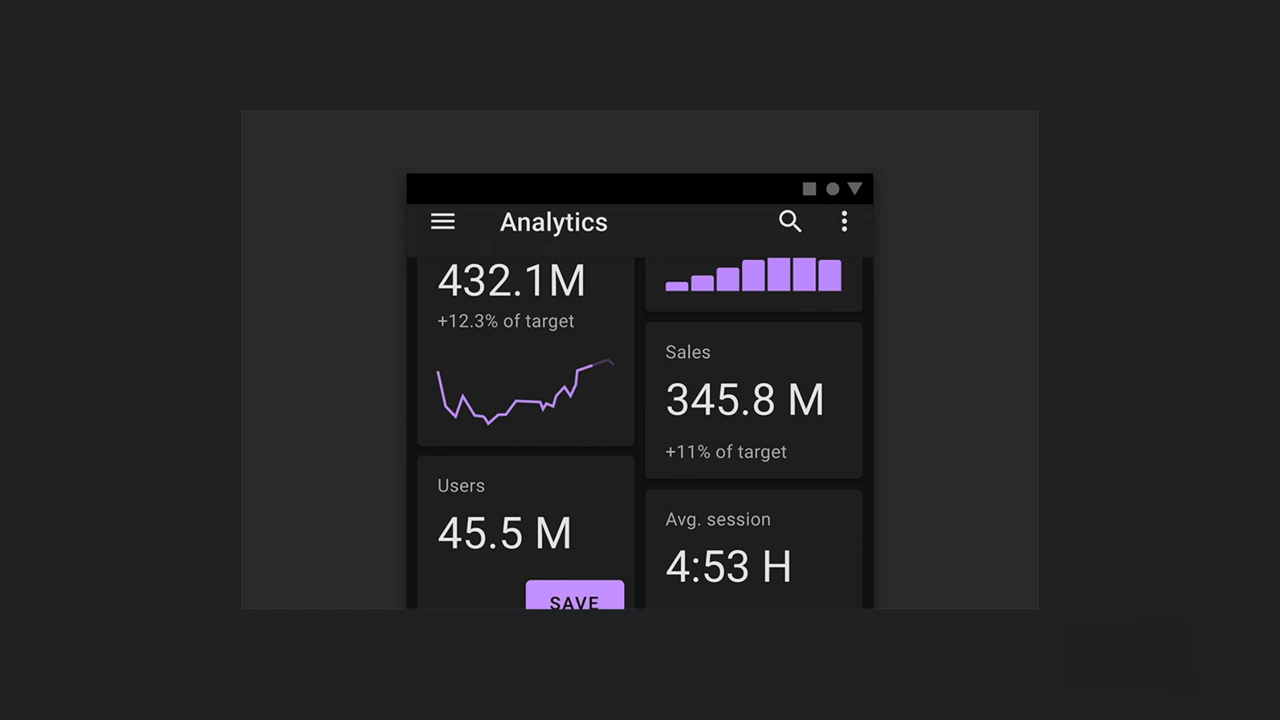 Analytics
432.1M
+12.3% of target
Users
45.5 M
SAVE
Sales
345.8 M
+11% of target
Avg. session
4:53 H